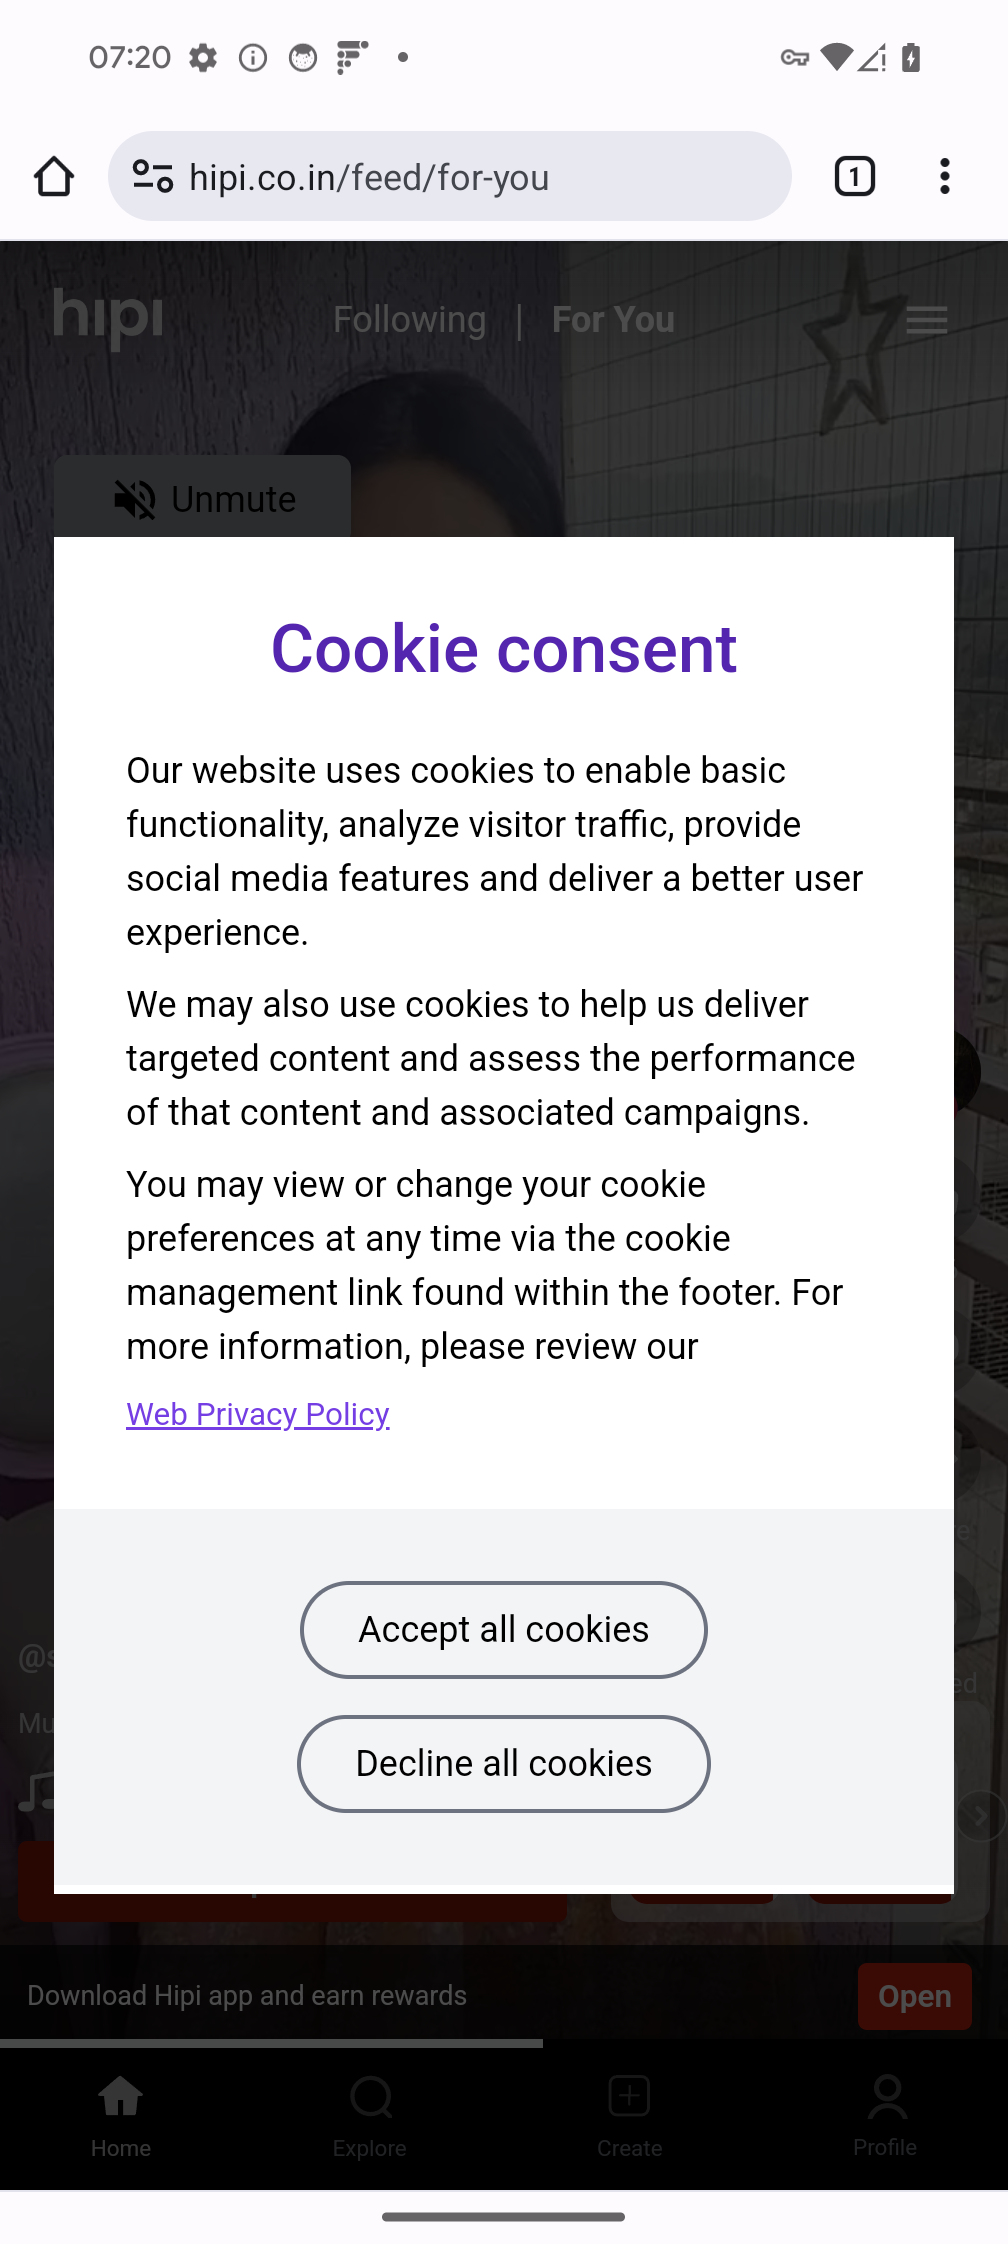 07:20
hipi.co.in/feed/for-you
1
hipi
Following | For You
Unmute
Cookie consent
Our website uses cookies to enable basic
functionality, analyze visitor traffic, provide
social media features and deliver a better user
experience.
We may also use cookies to help us deliver
targeted content and assess the performance
of that content and associated campaigns.
You may view or change your cookie
preferences at any time via the cookie
management link found within the footer. For
more information, please review our
Web Privacy Policy
Accept all cookies
Decline all cookies
Download Hipi app and earn rewards
Open
Home
Explore
Create
Profile